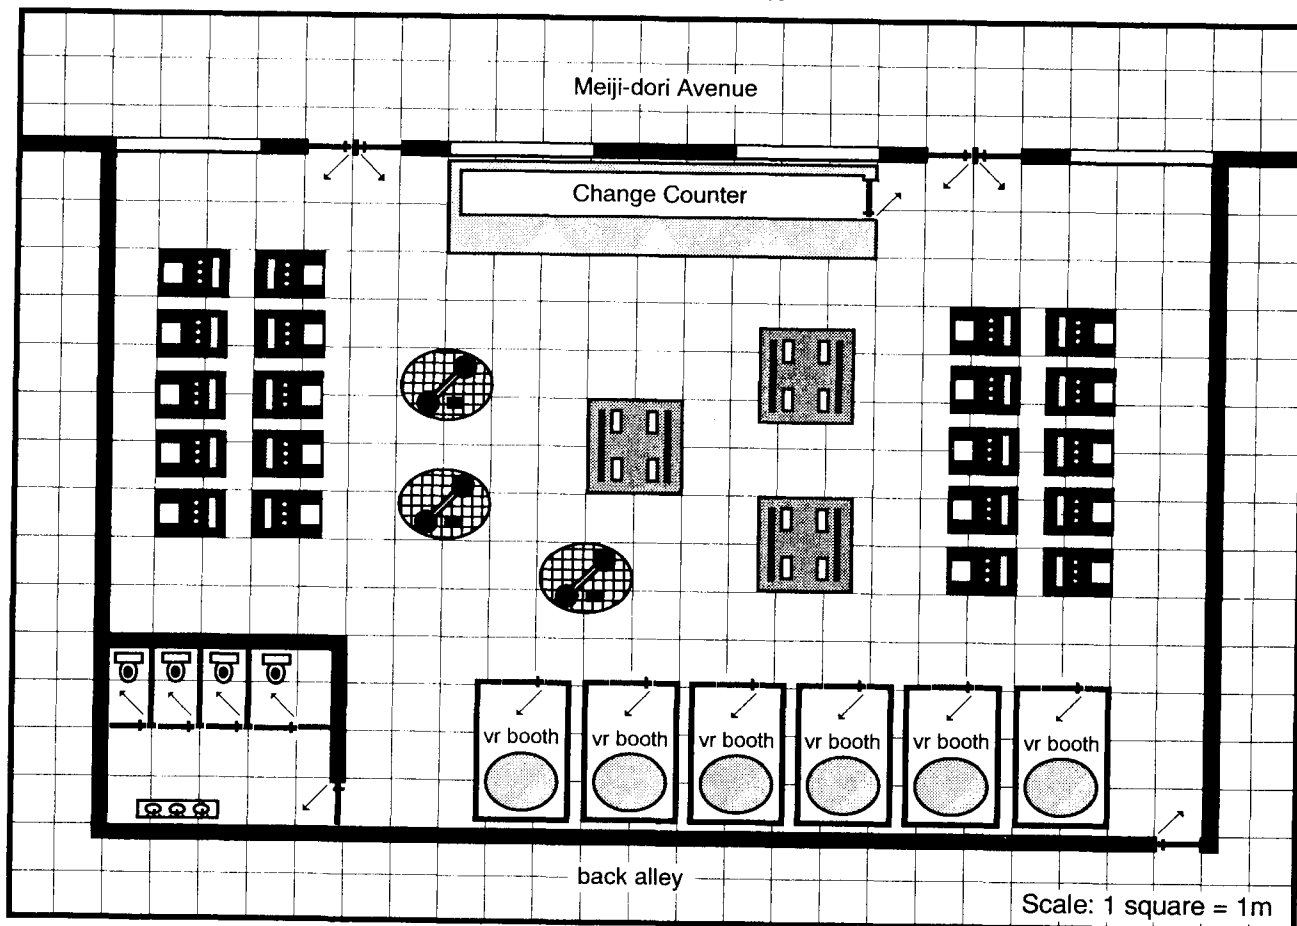 Meiji-dori Avenue
Change Counter
vr booth
vr booth
vr booth
vr booth
vr booth
vr booth
back alley
Scale: 1 square = 1m